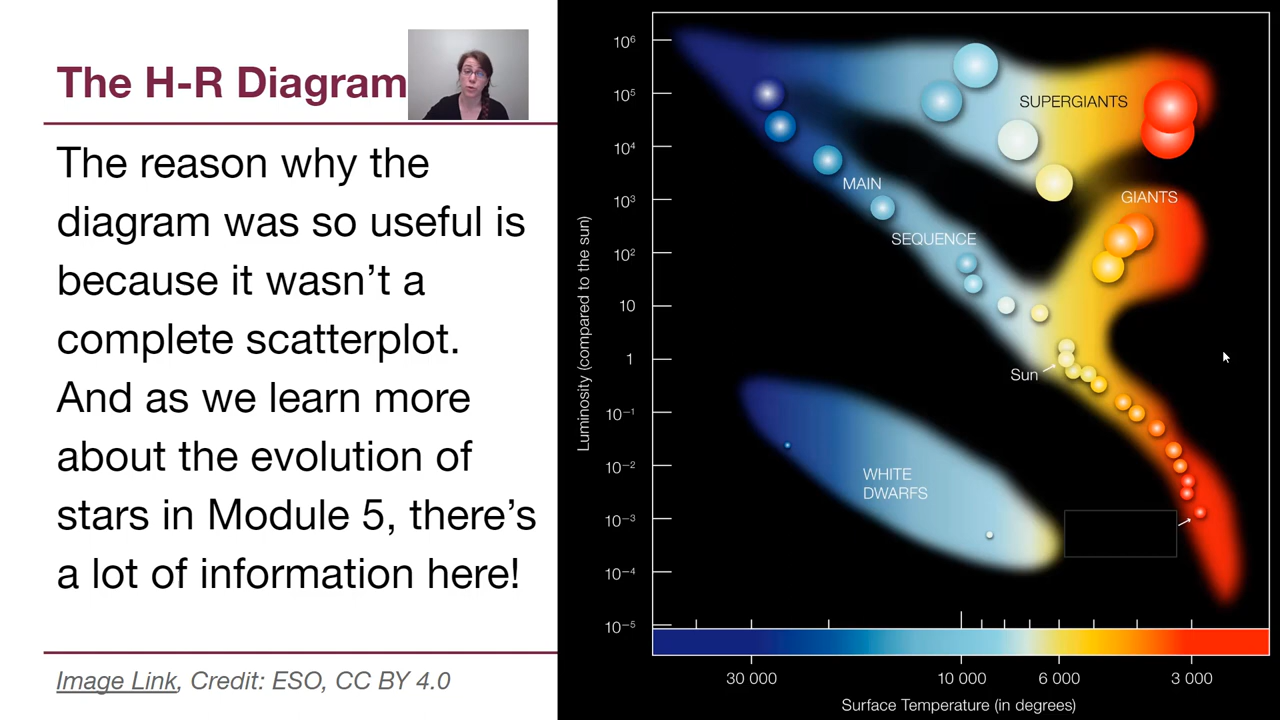 The H-R Diagram
The reason why the
diagram was so useful is
because it wasn’t a
complete scatterplot.
And as we learn more
about the evolution of
stars in Module 5, there’s
a lot of information here!
Image Link, Credit: ESO, CC BY 4.0
Luminosity (compared to the sun)
10⁶
10⁵
10⁴
10³
10²
10
1
10⁻¹
10⁻²
10⁻³
10⁻⁴
10⁻⁵
SUPERGIANTS
MAIN
GIANTS
SEQUENCE
Sun
WHITE
DWARFS
30 000 10 000 6 000 3 000
Surface Temperature (in degrees)